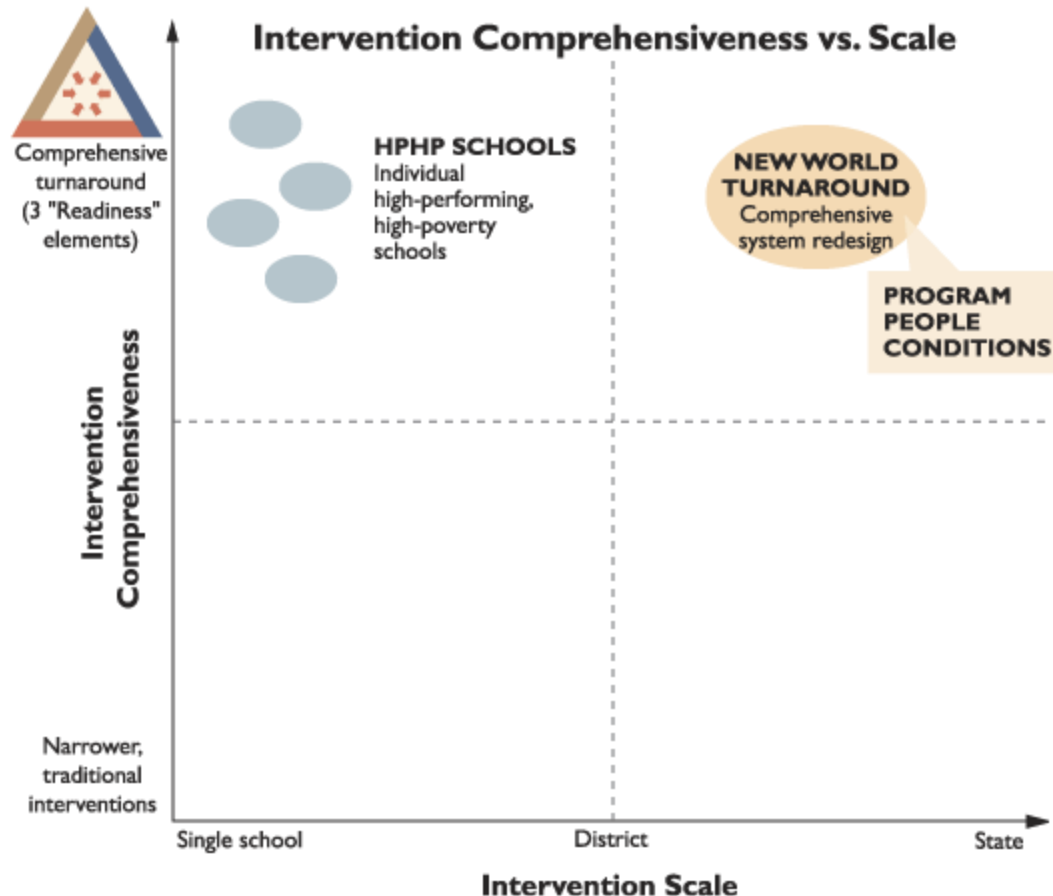 Intervention Comprehensiveness vs. Scale
Comprehensive
turnaround
(3 "Readiness"
elements)
HPHP SCHOOLS
Individual
high-performing,
high-poverty
schools
NEW WORLD
TURNAROUND
Comprehensive
system redesign
PROGRAM
PEOPLE
CONDITIONS
Intervention
Comprehensiveness
Narrower,
traditional
interventions
Single school
District
State
Intervention Scale